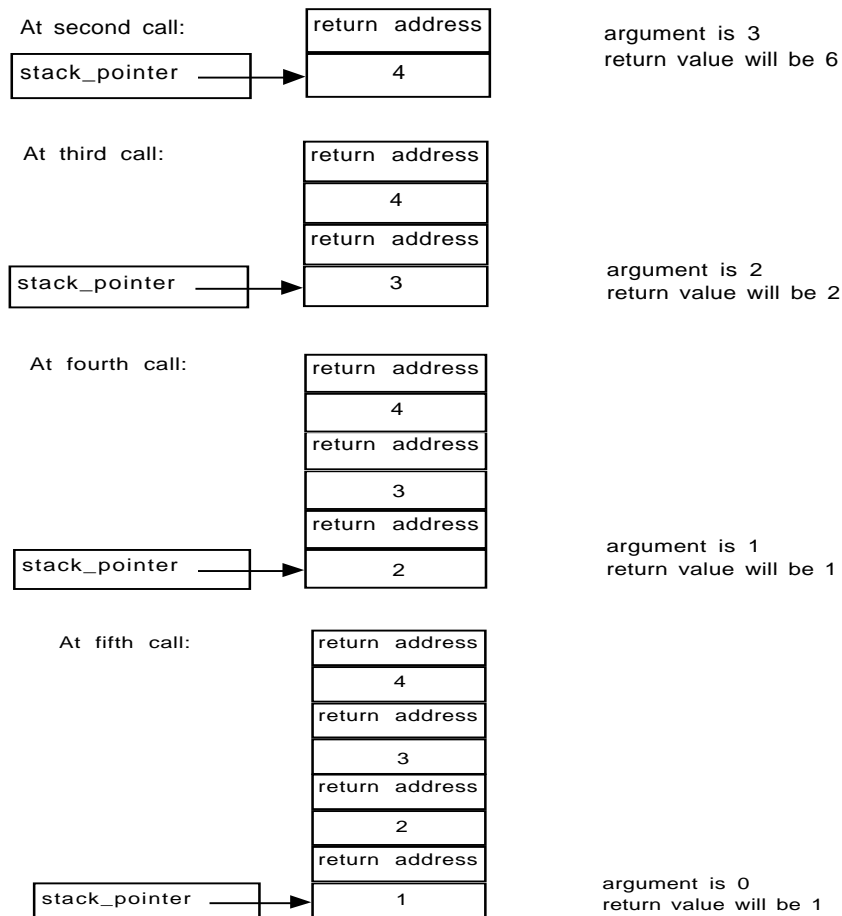 At second call:
return address
argument is 3
return value will be 6
stack_pointer
4
At third call:
return address
4
return address
stack_pointer
3
argument is 2
return value will be 2
At fourth call:
return address
4
return address
3
return address
stack_pointer
2
argument is 1
return value will be 1
At fifth call:
return address
4
return address
3
return address
2
return address
stack_pointer
1
argument is 0
return value will be 1